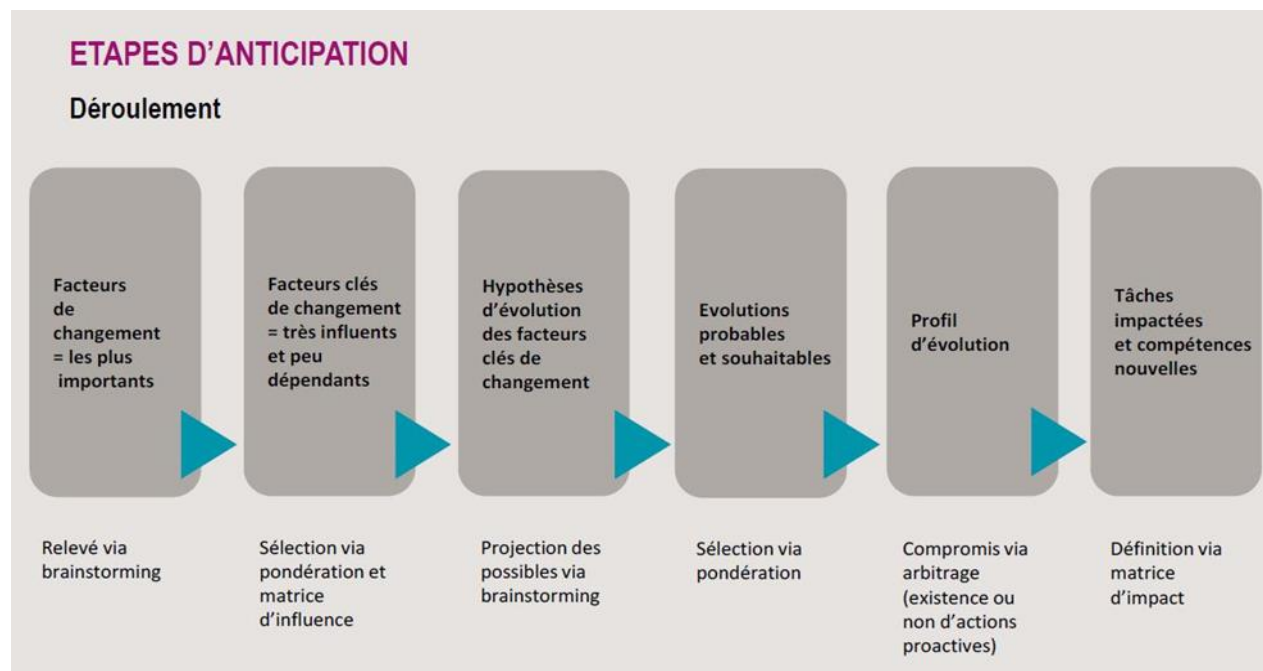 ETAPES D'ANTICIPATION
Déroulement
Facteurs
de
changement
= les plus
importants
Facteurs clés
de changement
= très influents
et peu
dépendants
Hypothèses
d'évolution
des facteurs
clés de
changement
Evolutions
probables
et souhaitables
Profil
d'évolution
Tâches
impactées
et compétences
nouvelles
Relevé via
brainstorming
Sélection via
pondération et
matrice
d'influence
Projection des
possibles via
brainstorming
Sélection via
pondération
Compromis via
arbitrage
(existence ou
non d'actions
proactives)
Définition via
matrice
d'impact